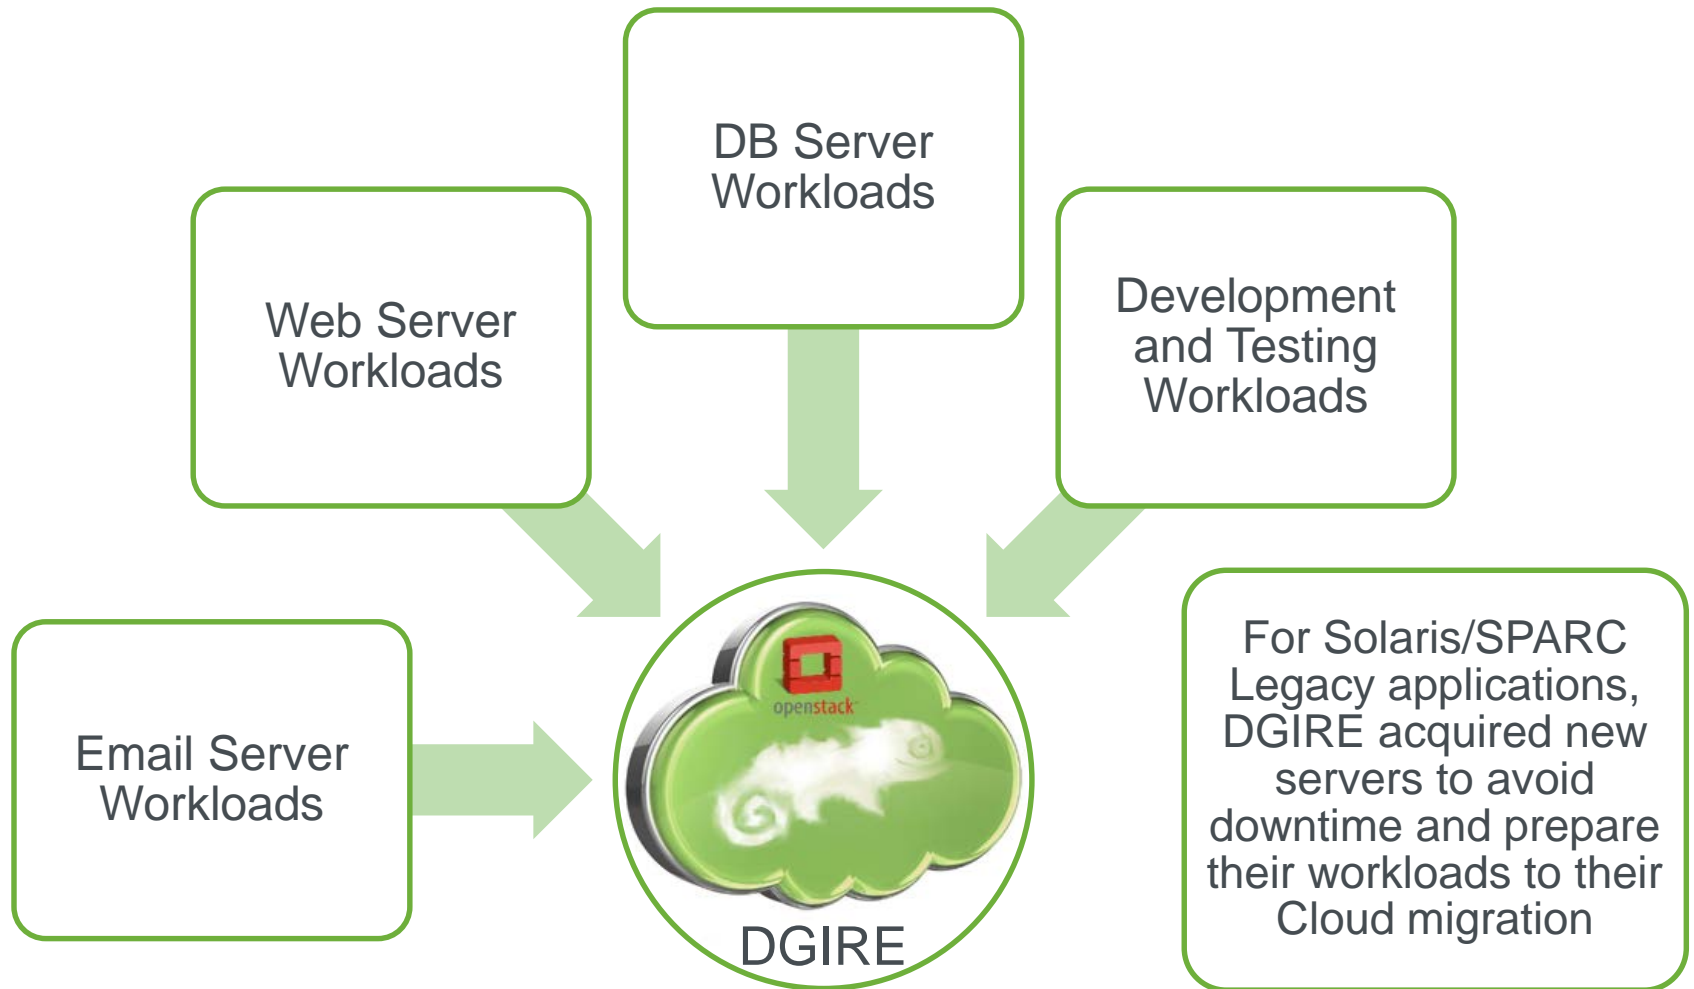 DB Server
Workloads
Web Server
Workloads
Development
and Testing
Workloads
Email Server
Workloads
openstack
DGIRE
For Solaris/SPARC
Legacy applications,
DGIRE acquired new
servers to avoid
downtime and prepare
their workloads to their
Cloud migration